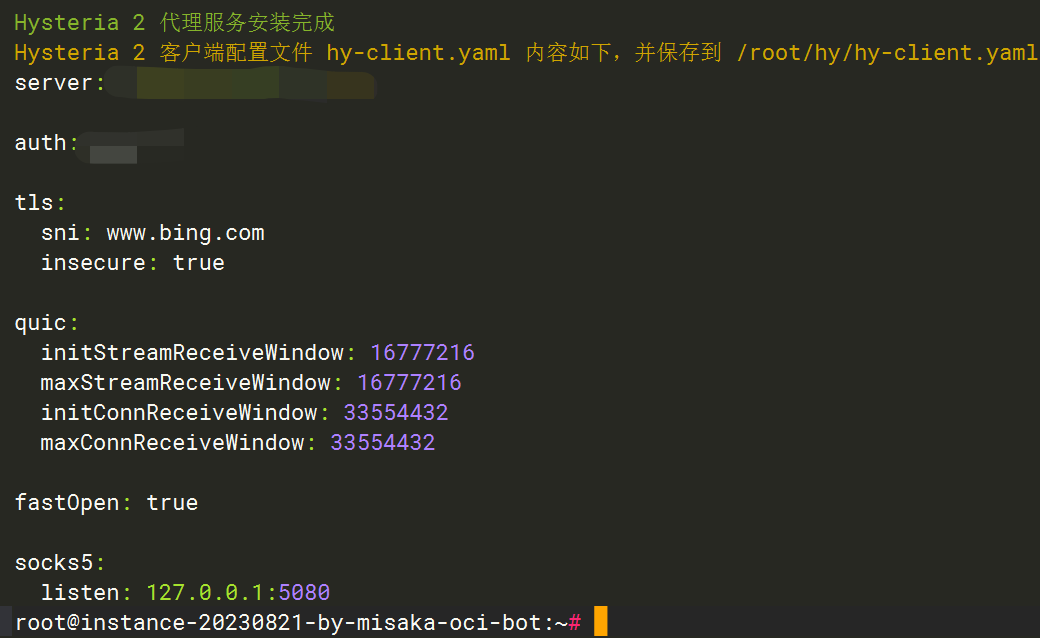 Hysteria 2 代理服务安装完成
Hysteria 2 客户端配置文件 hy-client.yaml 内容如下，并保存到 /root/hy/hy-client.yaml
server:
auth:
tls:
  sni: www.bing.com
  insecure: true
quic:
  initStreamReceiveWindow: 16777216
  maxStreamReceiveWindow: 16777216
  initConnReceiveWindow: 33554432
  maxConnReceiveWindow: 33554432
fastOpen: true
socks5:
  listen: 127.0.0.1:5080
root@instance-20230821-by-misaka-oci-bot:~#